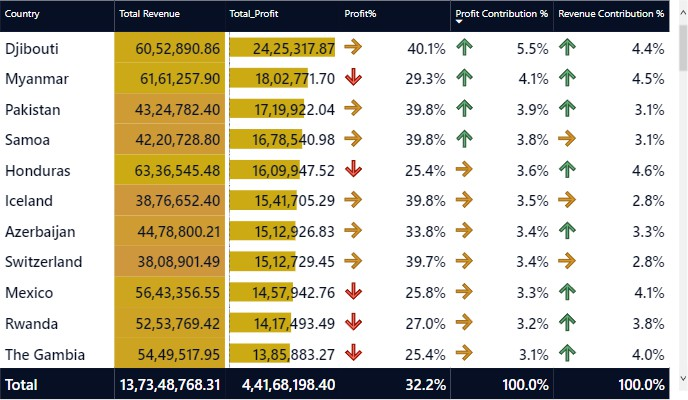 Country Total Revenue Total_Profit Profit% Profit Contribution % Revenue Contribution %
Djibouti 60,52,890.86 24,25,317.87 40.1% 5.5% 4.4%
Myanmar 61,61,257.90 18,02,771.70 29.3% 4.1% 4.5%
Pakistan 43,24,782.40 17,19,922.04 39.8% 3.9% 3.1%
Samoa 42,20,728.80 16,78,540.98 39.8% 3.8% 3.1%
Honduras 63,36,545.48 16,09,947.52 25.4% 3.6% 4.6%
Iceland 38,76,652.40 15,41,705.29 39.8% 3.5% 2.8%
Azerbaijan 44,78,800.21 15,12,926.83 33.8% 3.4% 3.3%
Switzerland 38,08,901.49 15,12,729.45 39.7% 3.4% 2.8%
Mexico 56,43,356.55 14,57,942.76 25.8% 3.3% 4.1%
Rwanda 52,53,769.42 14,17,493.49 27.0% 3.2% 3.8%
The Gambia 54,49,517.95 13,85,883.27 25.4% 3.1% 4.0%
Total 13,73,48,768.31 4,41,68,198.40 32.2% 100.0% 100.0%